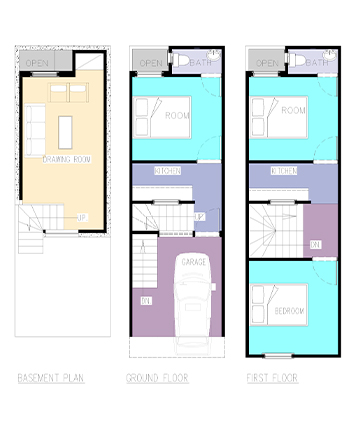 OPEN
DRAWING ROOM
UP
BASEMENT PLAN
OPEN
BATH
ROOM
KITCHEN
UP
GARAGE
DN
GROUND FLOOR
OPEN
BATH
ROOM
KITCHEN
DN
BEDROOM
FIRST FLOOR